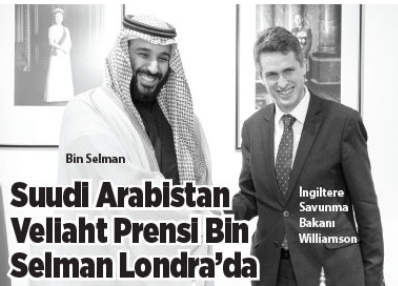 Bin Selman
Suudi Arabistan
Veliaht Prensi Bin
Selman Londra'da
İngiltere
Savunma
Bakanı
Williamson